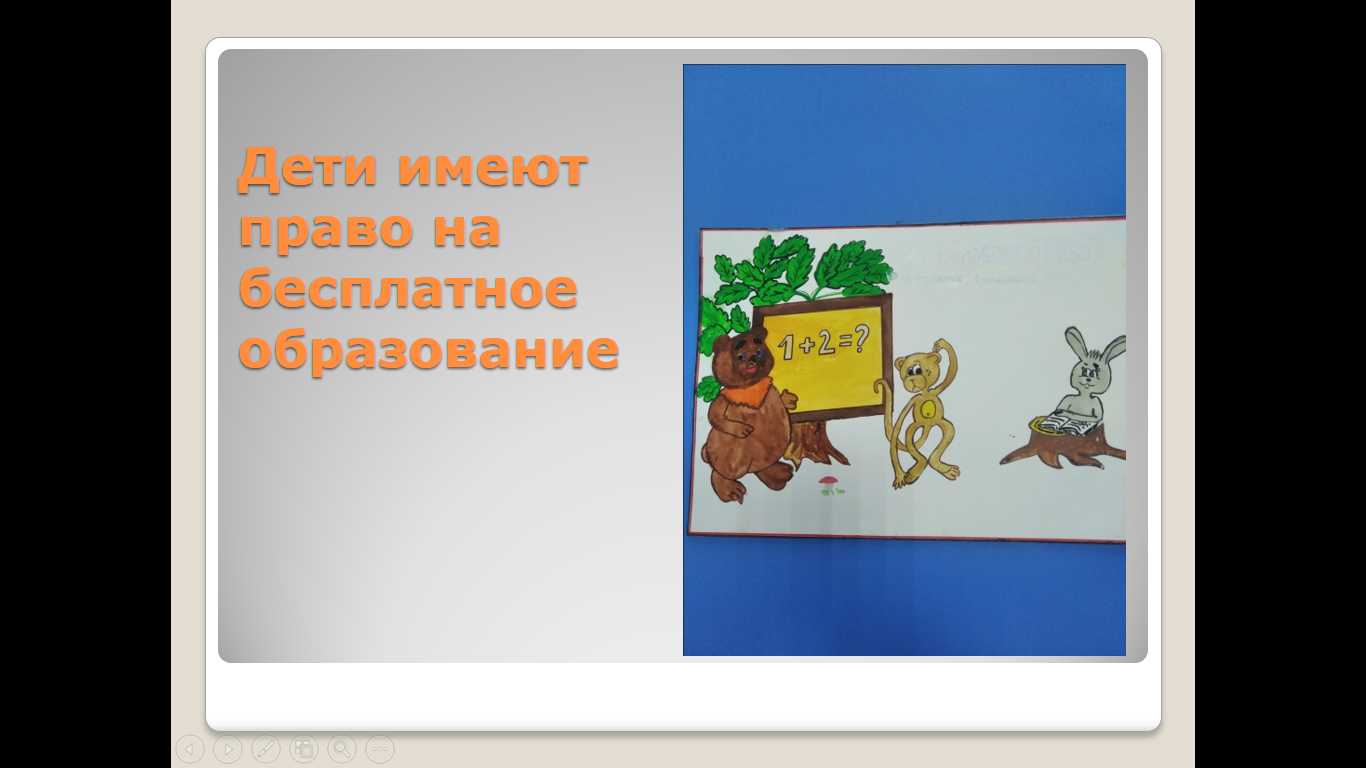 Дети имеют
право на
бесплатное
образование
1+2=?